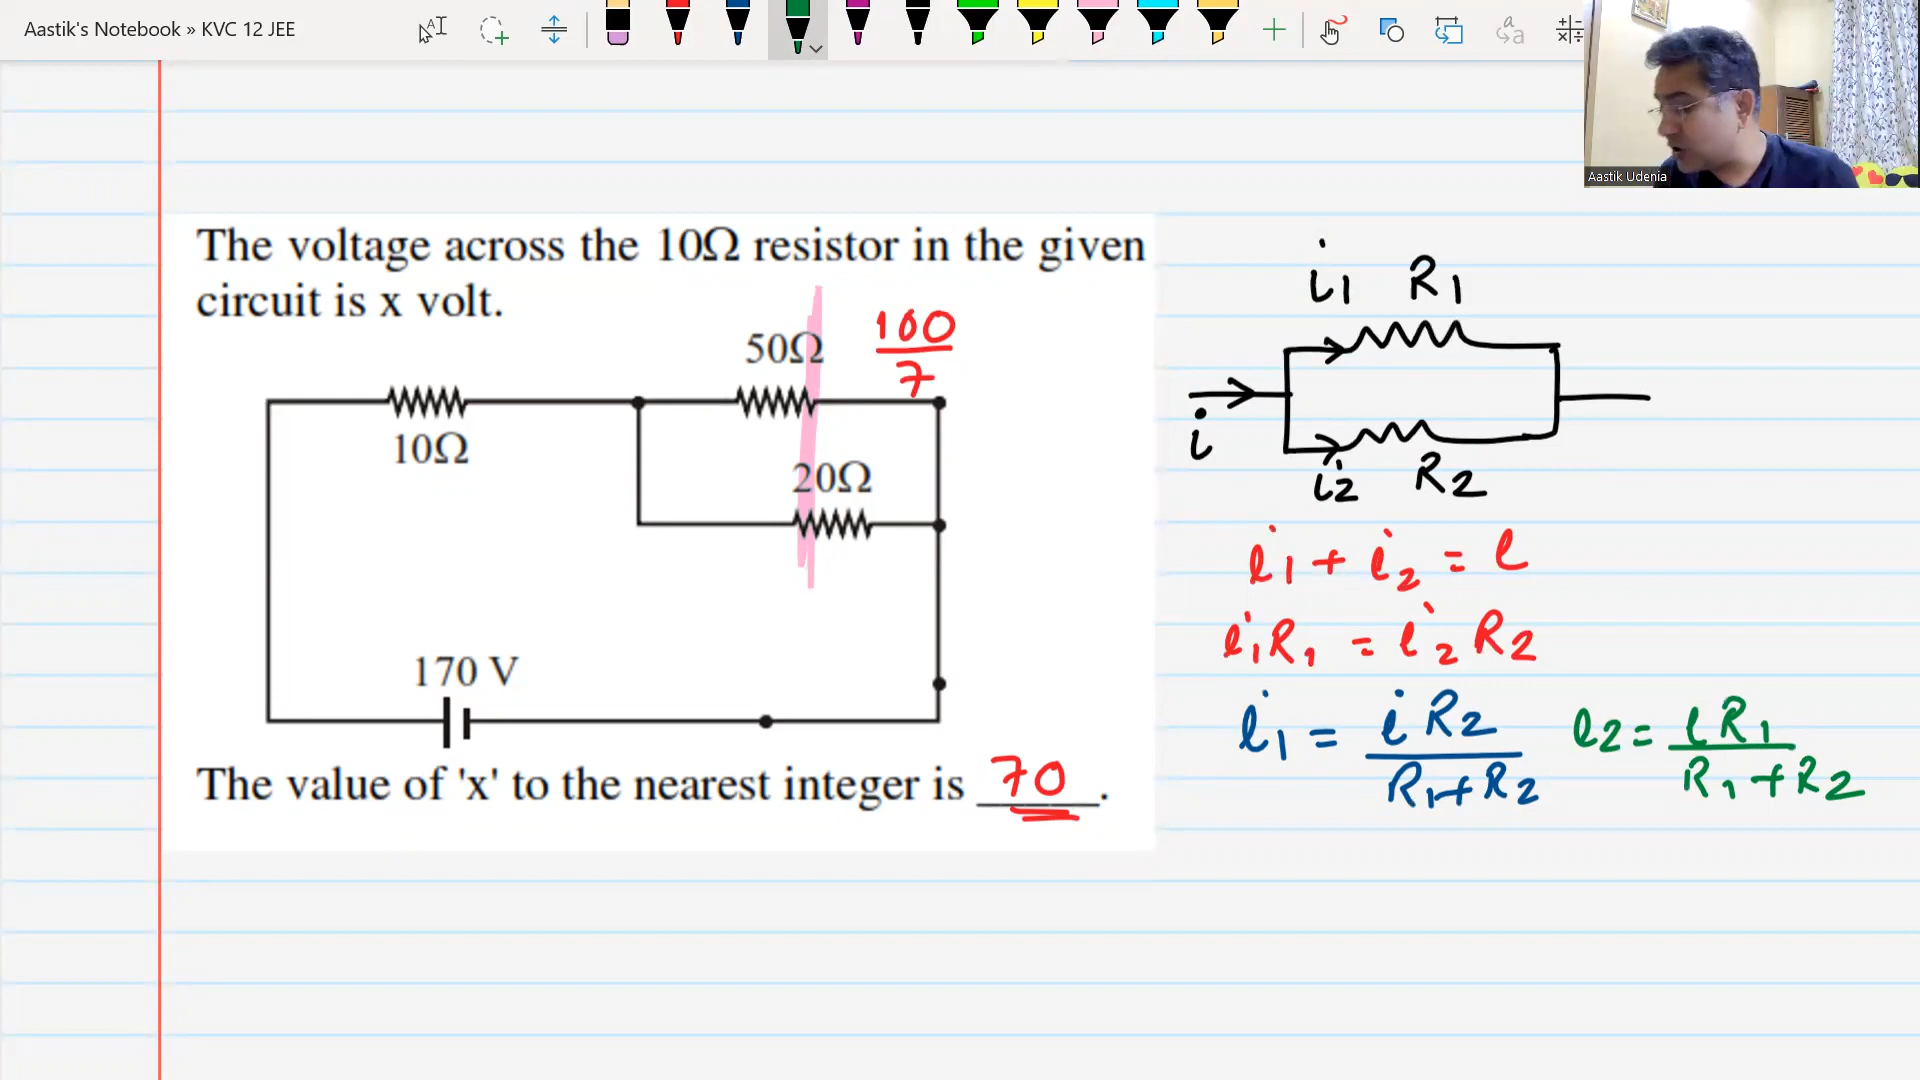 Aastik's Notebook » KVC 12 JEE
Aastik Udenia
The voltage across the 10Ω resistor in the given
circuit is x volt.
50Ω
100
7
10Ω
20Ω
170 V
The value of 'x' to the nearest integer is 70.
i1 R1
i
i2 R2
i1 + i2 = i
i1R1 = i2R2
i1 = iR2 / R1+R2
i2 = iR1 / R1+R2